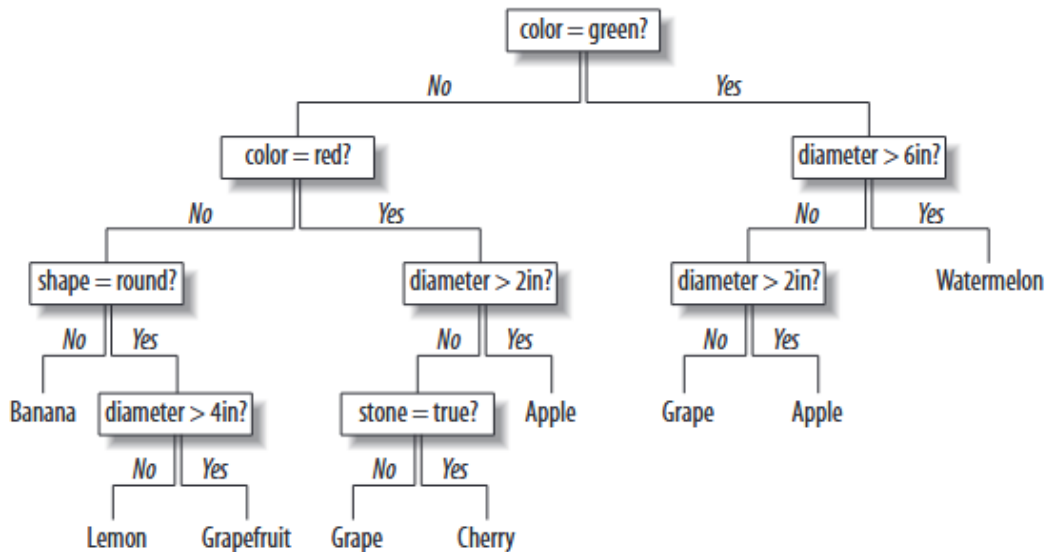 color = green?
No
Yes
color = red?
diameter > 6in?
No
Yes
No
Yes
shape = round?
diameter > 2in?
diameter > 2in?
Watermelon
No
Yes
No
Yes
No
Yes
Banana
diameter > 4in?
stone = true?
Apple
Grape
Apple
No
Yes
No
Yes
Lemon
Grapefruit
Grape
Cherry